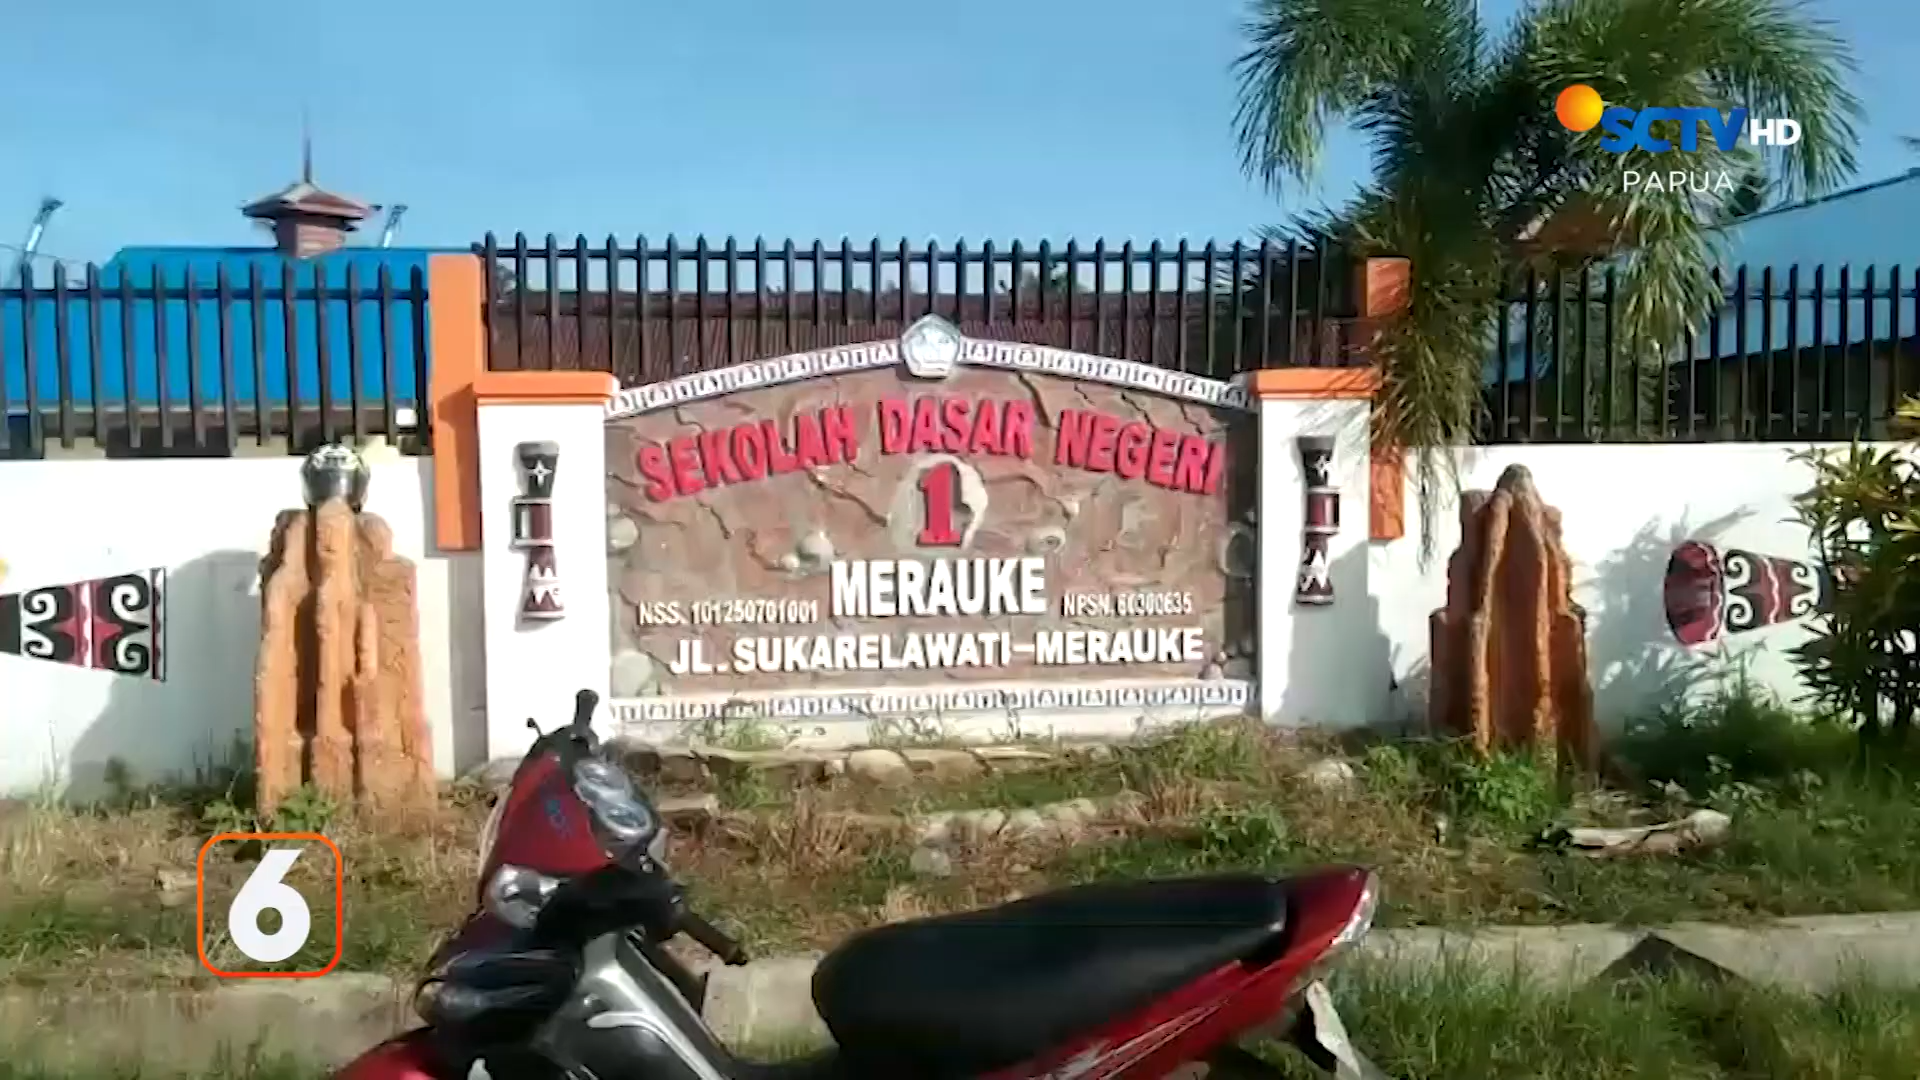 SCTV HD
PAPUA
SEKOLAH DASAR NEGERI
1
MERAUKE
NSS. 101250701001
NPSN. 60300635
JL. SUKARELAWATI-MERAUKE
6